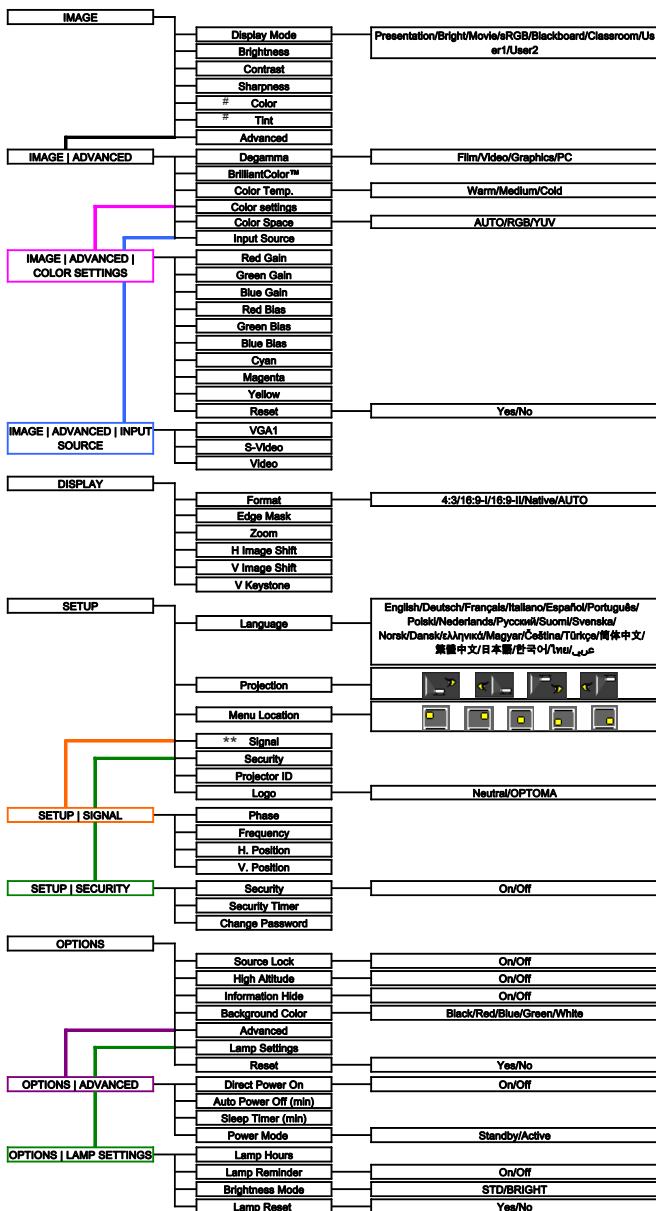 IMAGE
Display Mode
Presentation/Bright/Movie/sRGB/Blackboard/Classroom/Us
er1/User2
Brightness
Contrast
Sharpness
# Color
# Tint
Advanced
IMAGE | ADVANCED
Degamma
Film/Video/Graphics/PC
BrilliantColor™
Color Temp.
Warm/Medium/Cold
Color settings
Color Space
AUTO/RGB/YUV
Input Source
IMAGE | ADVANCED |
COLOR SETTINGS
Red Gain
Green Gain
Blue Gain
Red Bias
Green Bias
Blue Bias
Cyan
Magenta
Yellow
Reset
Yes/No
IMAGE | ADVANCED | INPUT
SOURCE
VGA1
S-Video
Video
DISPLAY
Format
4:3/16:9-I/16:9-II/Native/AUTO
Edge Mask
Zoom
H Image Shift
V Image Shift
V Keystone
SETUP
Language
English/Deutsch/Français/Italiano/Español/Português/
Polski/Nederlands/Русский/Suomi/Svenska/
Norsk/Dansk/ελληνικά/Magyar/Čeština/Türkçe/简体中文/
繁體中文/日本語/한국어/ไทย/عربي
Projection
Menu Location
** Signal
Security
Projector ID
Logo
Neutral/OPTOMA
SETUP | SIGNAL
Phase
Frequency
H. Position
V. Position
SETUP | SECURITY
Security
On/Off
Security Timer
Change Password
OPTIONS
Source Lock
On/Off
High Altitude
On/Off
Information Hide
On/Off
Background Color
Black/Red/Blue/Green/White
Advanced
Lamp Settings
Reset
Yes/No
OPTIONS | ADVANCED
Direct Power On
On/Off
Auto Power Off (min)
Sleep Timer (min)
Power Mode
Standby/Active
OPTIONS | LAMP SETTINGS
Lamp Hours
Lamp Reminder
On/Off
Brightness Mode
STD/BRIGHT
Lamp Reset
Yes/No